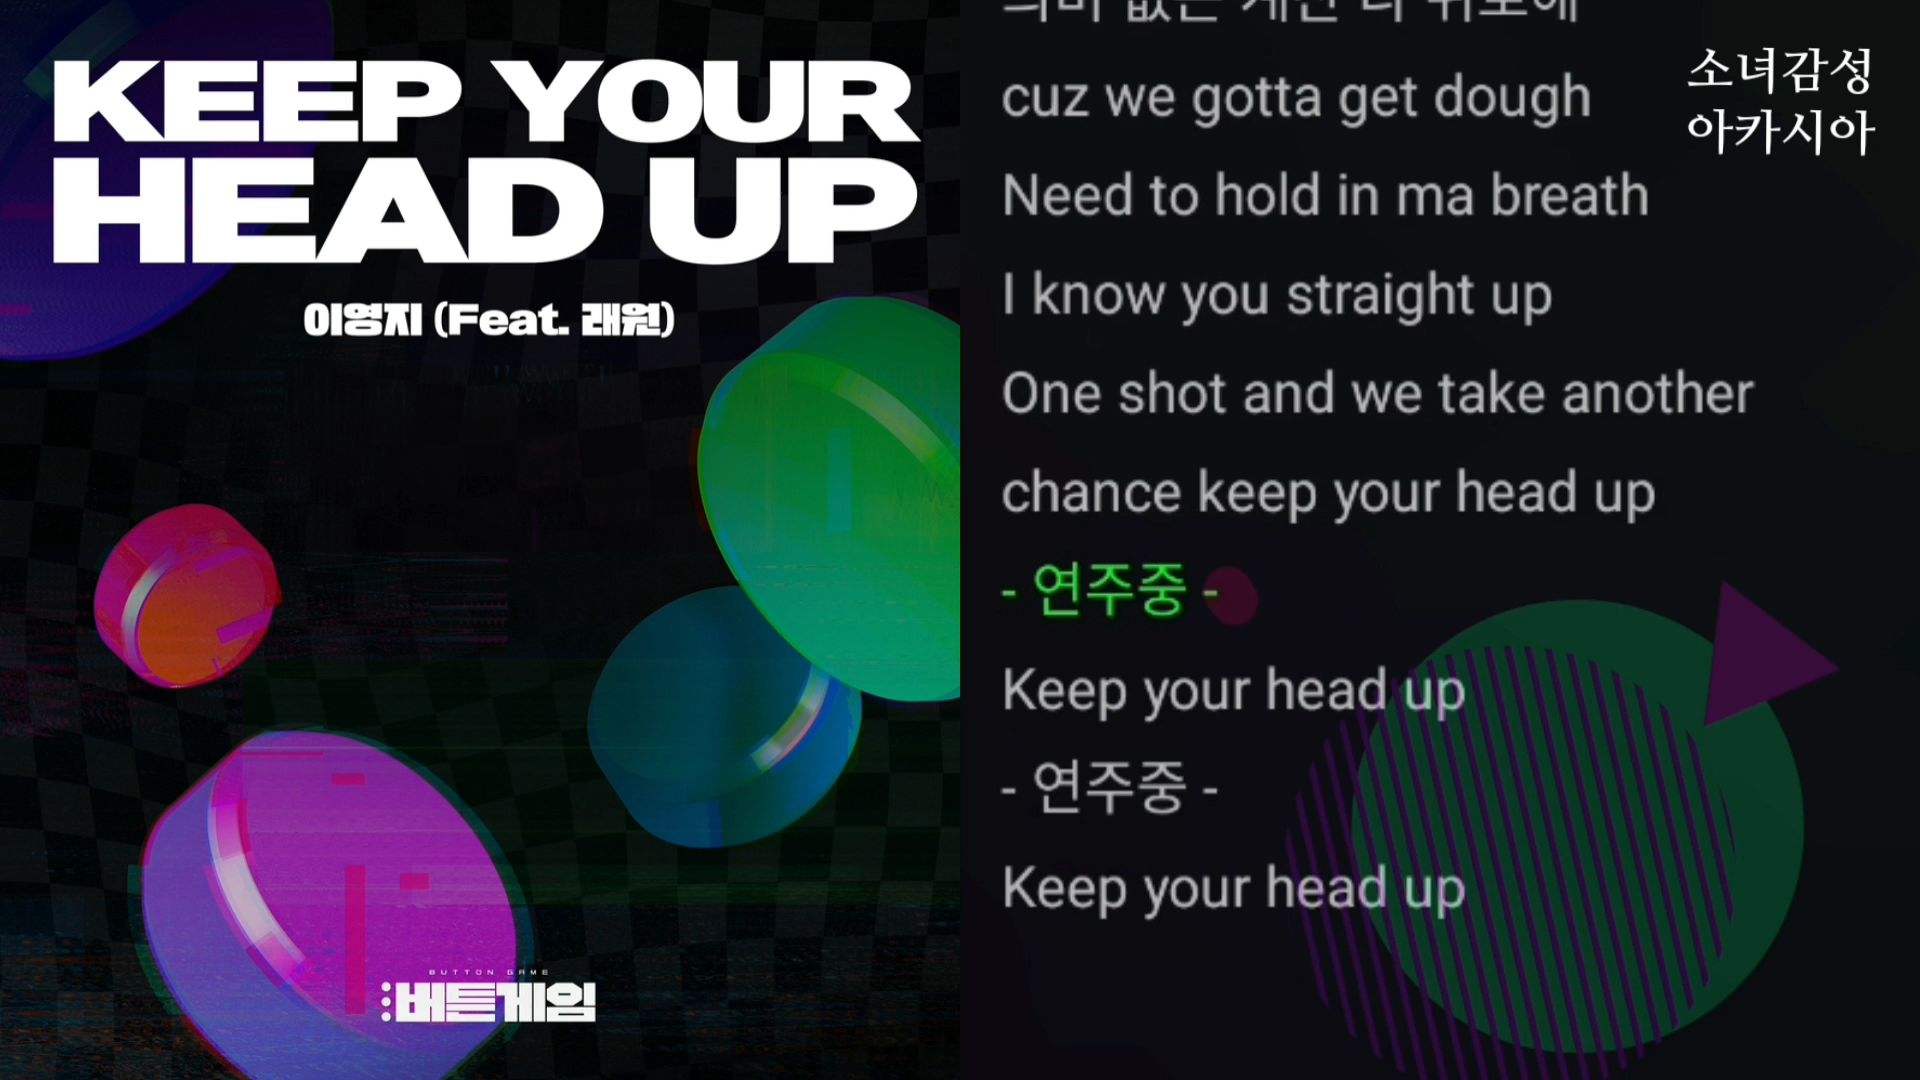 KEEP YOUR
HEAD UP
이영지 (Feat. 래원)
BUTTON GAME
:버튼게임
소녀감성
아카시아
cuz we gotta get dough
Need to hold in ma breath
I know you straight up
One shot and we take another
chance keep your head up
- 연주중 -
Keep your head up
- 연주중 -
Keep your head up